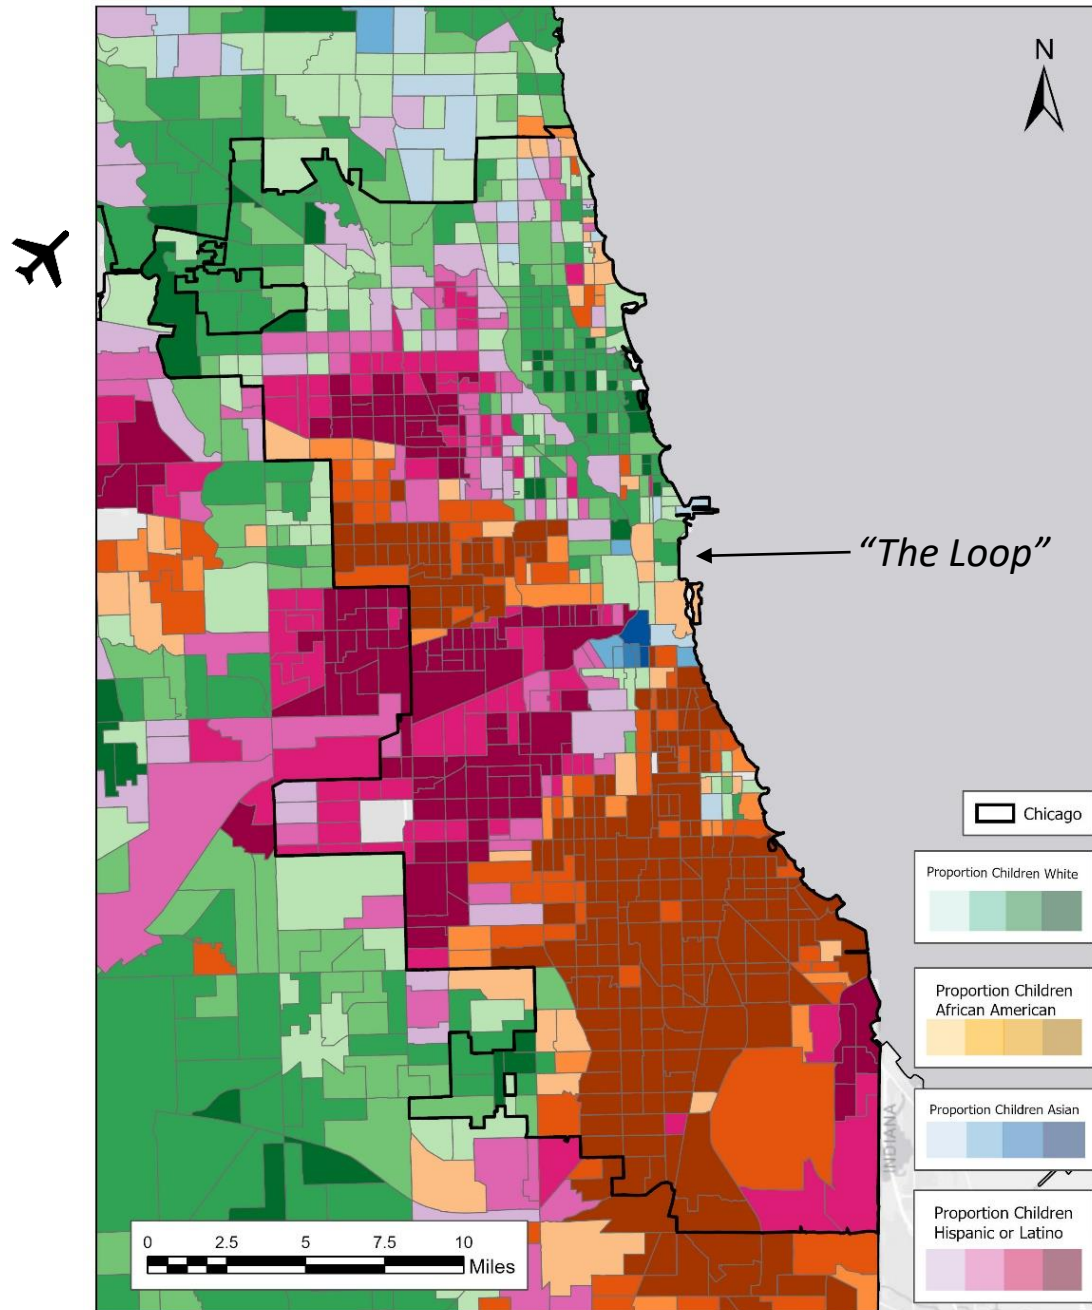 N
“The Loop”
Chicago
Proportion Children White
Proportion Children
African American
Proportion Children Asian
INDIANA
Proportion Children
Hispanic or Latino
0 2.5 5 7.5 10
Miles